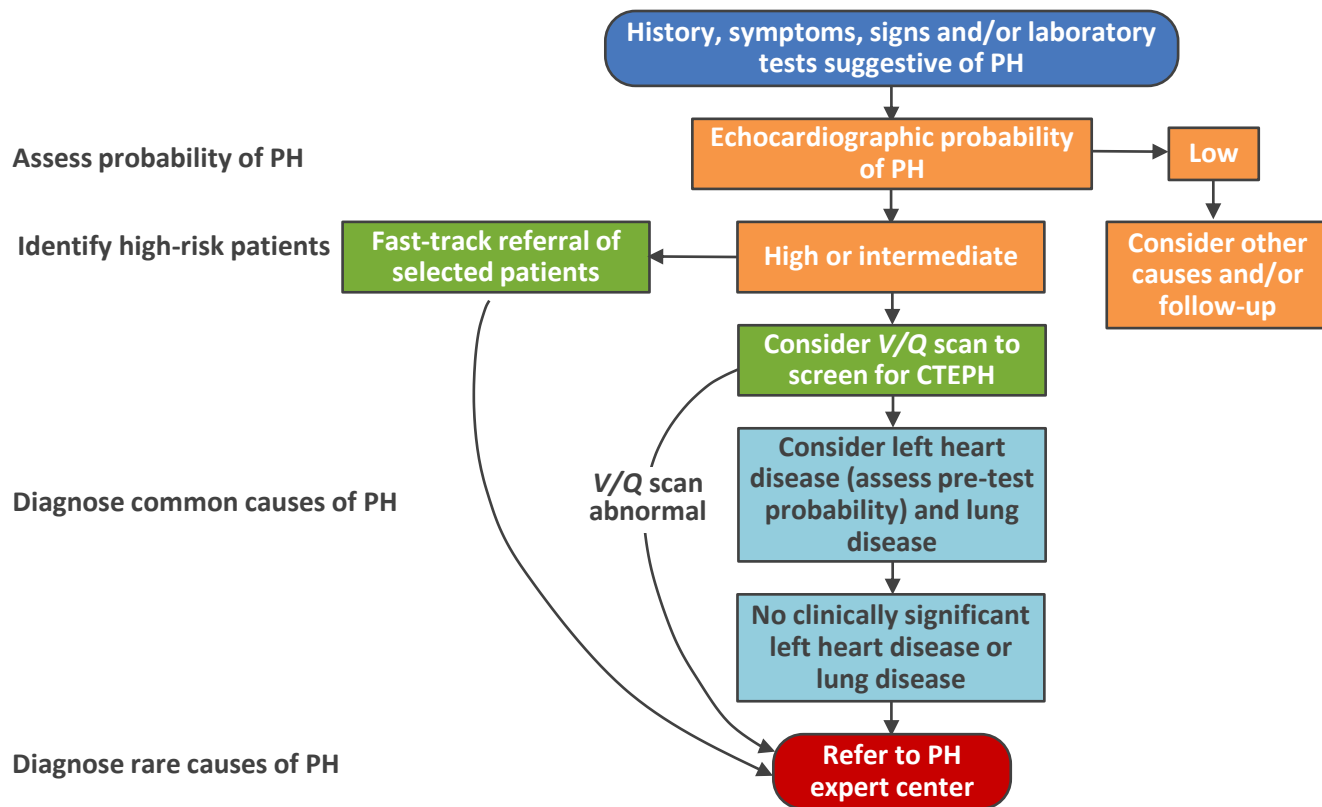 History, symptoms, signs and/or laboratory
tests suggestive of PH
Assess probability of PH
Echocardiographic probability
of PH
Low
Identify high-risk patients
Fast-track referral of
selected patients
High or intermediate
Consider other
causes and/or
follow-up
Consider V/Q scan to
screen for CTEPH
V/Q scan
abnormal
Diagnose common causes of PH
Consider left heart
disease (assess pre-test
probability) and lung
disease
No clinically significant
left heart disease or
lung disease
Diagnose rare causes of PH
Refer to PH
expert center